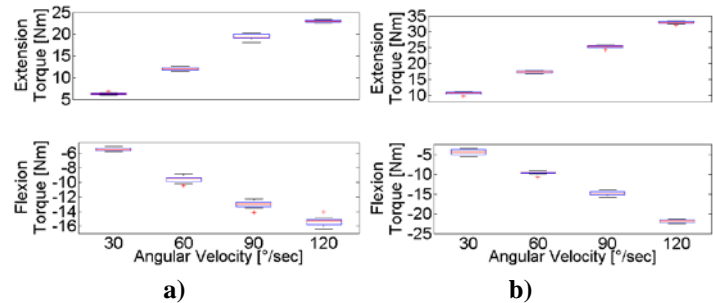 Extension
Torque [Nm]
25
20
15
10
5
Flexion
Torque [Nm]
-6
-8
-10
-12
-14
-16
30 60 90 120
Angular Velocity [°/sec]
a)
Extension
Torque [Nm]
35
30
25
20
15
10
Flexion
Torque [Nm]
-5
-10
-15
-20
-25
30 60 90 120
Angular Velocity [°/sec]
b)